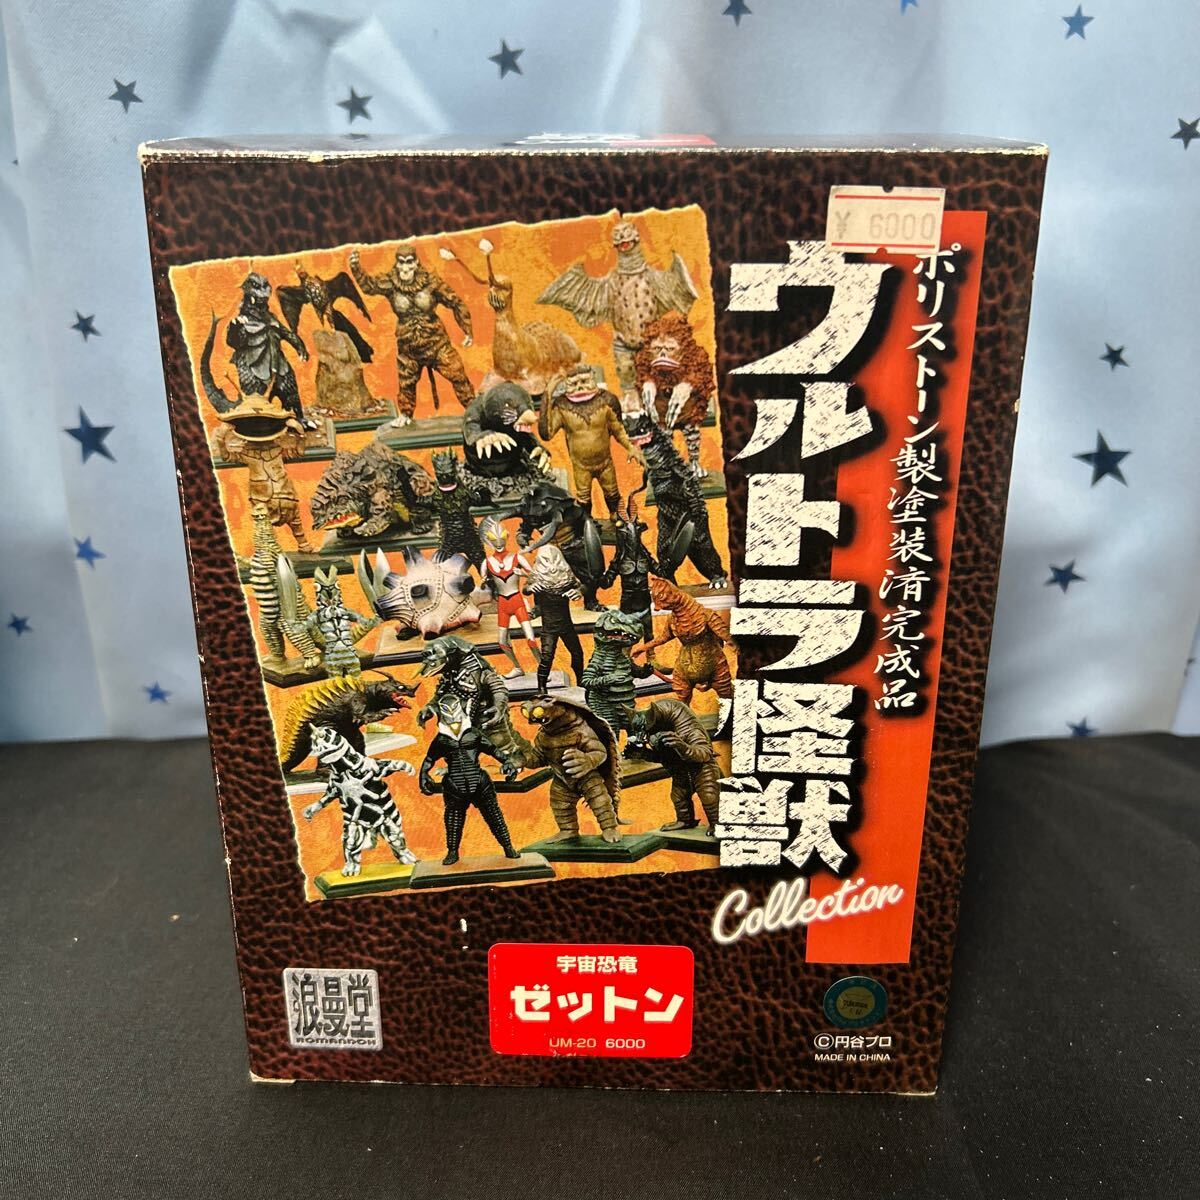 ¥ 6000
ポリストーン製塗装済完成品
ウルトラ怪獣
Collection
宇宙恐竜
ゼットン
UM-20 6000
浪曼堂
ROMANDOH
©円谷プロ
MADE IN CHINA